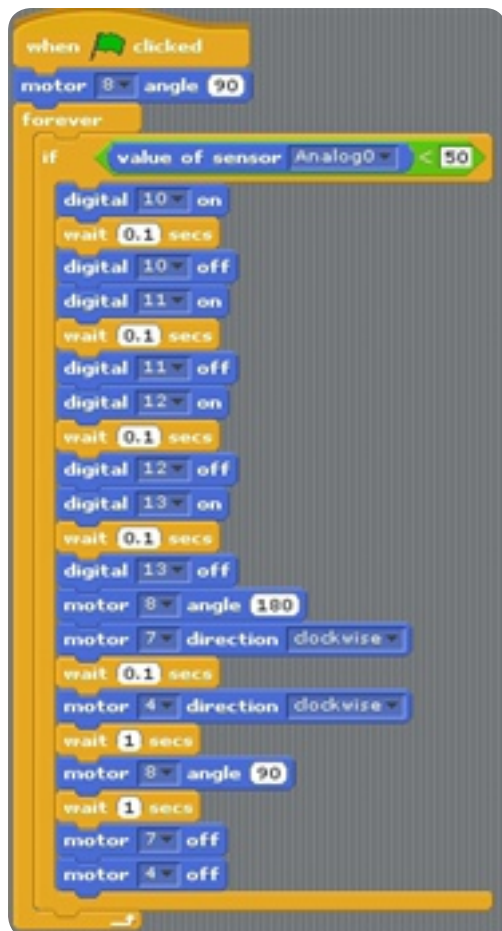 when clicked
motor 8 angle 90
forever
if value of sensor Analog0 < 50
digital 10 on
wait 0.1 secs
digital 10 off
digital 11 on
wait 0.1 secs
digital 11 off
digital 12 on
wait 0.1 secs
digital 12 off
digital 13 on
wait 0.1 secs
digital 13 off
motor 8 angle 180
motor 7 direction clockwise
wait 0.1 secs
motor 4 direction clockwise
wait 1 secs
motor 8 angle 90
wait 1 secs
motor 7 off
motor 4 off